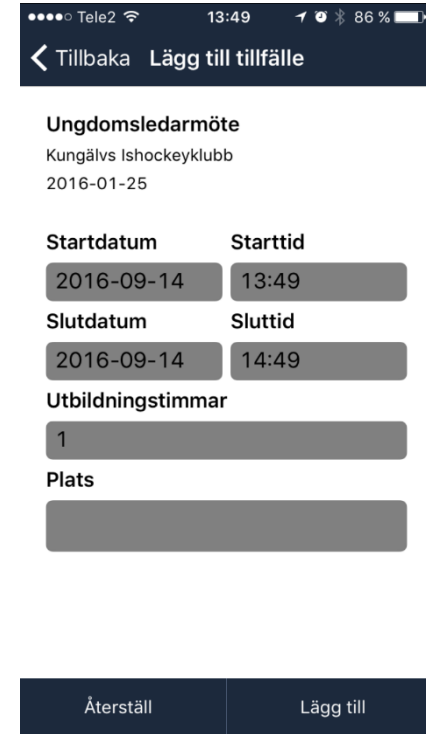 Tele2 13:49 86 %
Tillbaka Lägg till tillfälle
Ungdomsledarmöte
Kungälvs Ishockeyklubb
2016-01-25
Startdatum Starttid
2016-09-14 13:49
Slutdatum Sluttid
2016-09-14 14:49
Utbildningstimmar
1
Plats
Återställ Lägg till